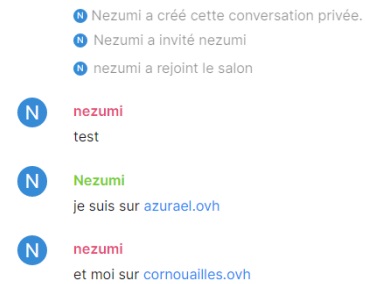 N Nezumi a créé cette conversation privée.
N Nezumi a invité nezumi
N nezumi a rejoint le salon
N nezumi
test
N Nezumi
je suis sur azurael.ovh
N nezumi
et moi sur cornouailles.ovh